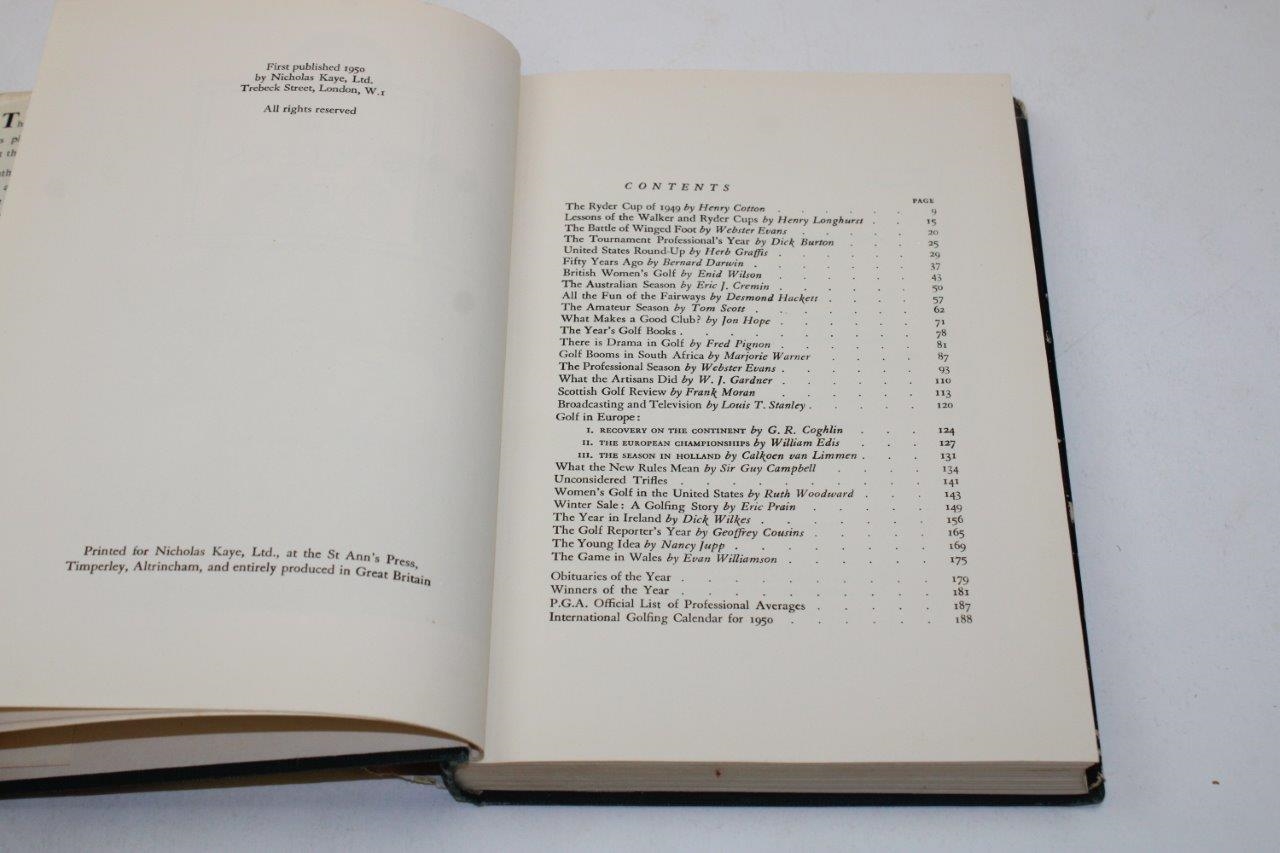 First published 1950
by Nicholas Kaye, Ltd.
Trebeck Street, London, W.1
All rights reserved
Printed for Nicholas Kaye, Ltd., at the St Ann's Press,
Timperley, Altrincham, and entirely produced in Great Britain
CONTENTS
PAGE
The Ryder Cup of 1949 by Henry Cotton . . . . . . 9
Lessons of the Walker and Ryder Cups by Henry Longhurst . . 15
The Battle of Winged Foot by Webster Evans . . . . . 20
The Tournament Professional's Year by Dick Burton . . . 25
United States Round-Up by Herb Graffis . . . . . 29
Fifty Years Ago by Bernard Darwin . . . . . . 37
British Women's Golf by Enid Wilson . . . . . 43
The Australian Season by Eric J. Cremin . . . . . 50
All the Fun of the Fairways by Desmond Hackett . . . . 57
The Amateur Season by Tom Scott . . . . . . 62
What Makes a Good Club? by Jon Hope . . . . . 71
The Year's Golf Books . . . . . . . . 78
There is Drama in Golf by Fred Pignon . . . . . 81
Golf Booms in South Africa by Marjorie Warner . . . . 87
The Professional Season by Webster Evans . . . . . 93
What the Artisans Did by W. J. Gardner . . . . . 110
Scottish Golf Review by Frank Moran . . . . . 113
Broadcasting and Television by Louis T. Stanley . . . . . 120
Golf in Europe:
I. RECOVERY ON THE CONTINENT by G. R. Coghlin . . . 124
II. THE EUROPEAN CHAMPIONSHIPS by William Edis . . . 127
III. THE SEASON IN HOLLAND by Calkoen van Limmen . . . 131
What the New Rules Mean by Sir Guy Campbell . . . . 134
Unconsidered Trifles . . . . . . . . . 141
Women's Golf in the United States by Ruth Woodward . . . 143
Winter Sale: A Golfing Story by Eric Prain . . . . . 149
The Year in Ireland by Dick Wilkes . . . . . . 156
The Golf Reporter's Year by Geoffrey Cousins . . . . . 165
The Young Idea by Nancy Jupp . . . . . . . 169
The Game in Wales by Evan Williamson . . . . . 175
Obituaries of the Year . . . . . . . . . 179
Winners of the Year . . . . . . . . . 181
P.G.A. Official List of Professional Averages . . . . . 187
International Golfing Calendar for 1950 . . . . . . 188